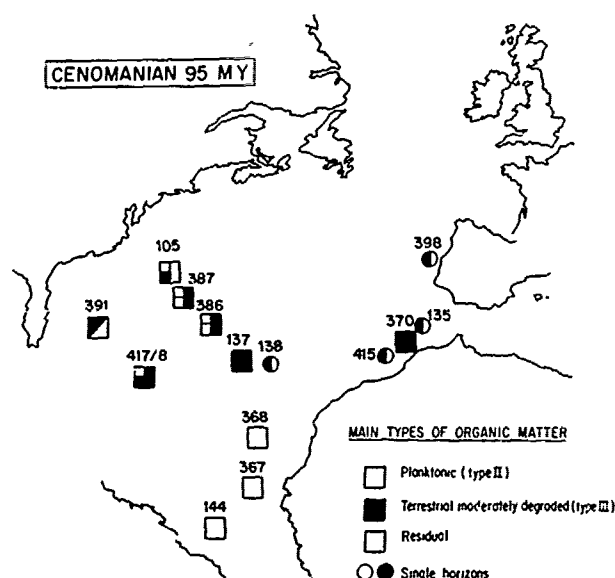 CENOMANIAN 95 MY
105
387
386
391
417/8
137
138
398
135
370
415
368
367
144
MAIN TYPES OF ORGANIC MATTER
Planktonic (type II)
Terrestrial moderately degraded (type III)
Residual
Single horizons